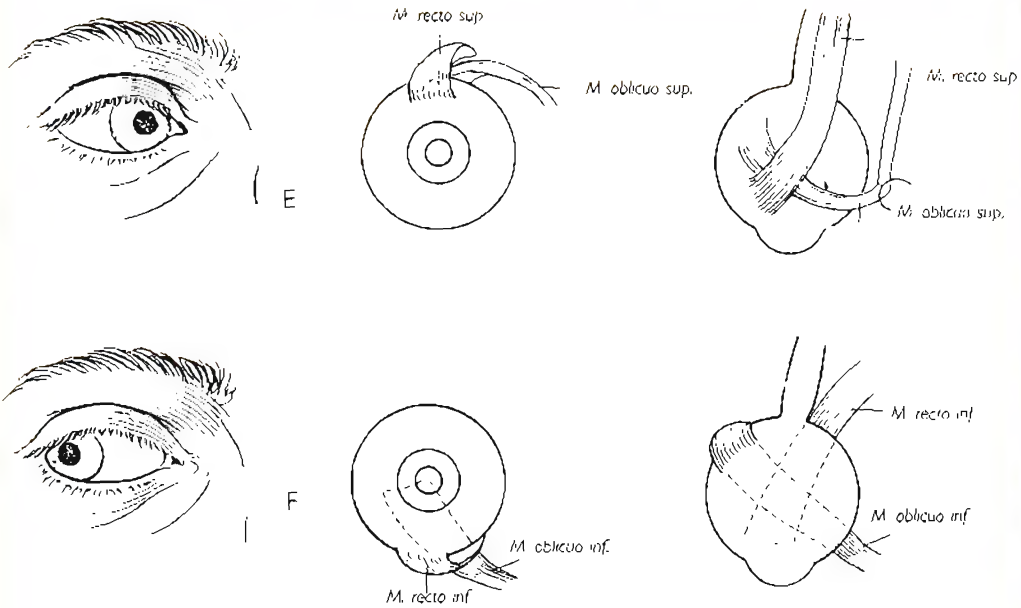 M. recto sup
M oblicuo sup.
M. recto sup
M. oblicuo sup.
E
M. recto inf
M oblicuo inf
F
M oblicuo inf.
M. recto inf